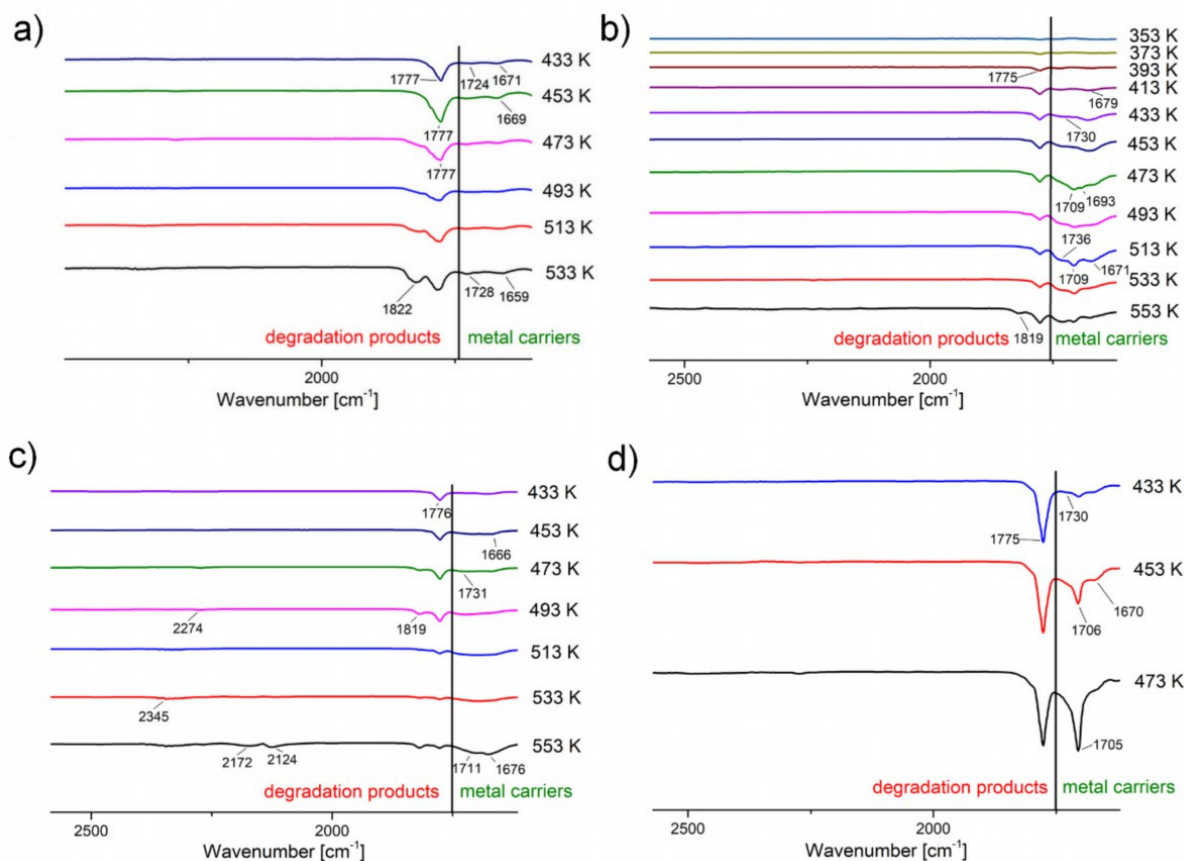 a)
433 K
1777 1724 1671
453 K
1669
1777
473 K
1777
493 K
513 K
533 K
1822 1728 1659
degradation products metal carriers
2000
Wavenumber [cm⁻¹]
b)
353 K
373 K
1775 393 K
413 K
1679
433 K
1730
453 K
473 K
1709 1693
493 K
1736
513 K
1709 1671
533 K
553 K
degradation products 1819 metal carriers
2500 2000
Wavenumber [cm⁻¹]
c)
433 K
1776
453 K
1666
473 K
1731
493 K
2274 1819
513 K
533 K
2345
553 K
2172 2124 1711 1676
degradation products metal carriers
2500 2000
Wavenumber [cm⁻¹]
d)
433 K
1730
1775
453 K
1670
1706
473 K
1705
degradation products metal carriers
2500 2000
Wavenumber [cm⁻¹]